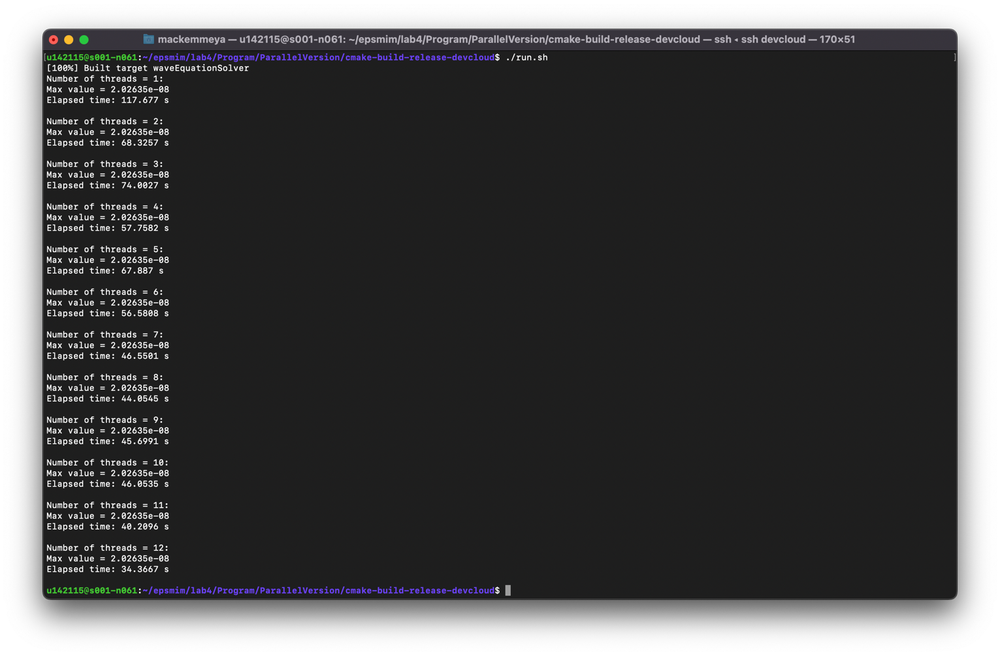 mackemmeya — u142115@s001-n061: ~/epsmim/lab4/Program/ParallelVersion/cmake-build-release-devcloud — ssh ◂ ssh devcloud — 170×51
[u142115@s001-n061:~/epsmim/lab4/Program/ParallelVersion/cmake-build-release-devcloud$ ./run.sh ]
[100%] Built target waveEquationSolver
Number of threads = 1:
Max value = 2.02635e-08
Elapsed time: 117.677 s
Number of threads = 2:
Max value = 2.02635e-08
Elapsed time: 68.3257 s
Number of threads = 3:
Max value = 2.02635e-08
Elapsed time: 74.0027 s
Number of threads = 4:
Max value = 2.02635e-08
Elapsed time: 57.7582 s
Number of threads = 5:
Max value = 2.02635e-08
Elapsed time: 67.887 s
Number of threads = 6:
Max value = 2.02635e-08
Elapsed time: 56.5808 s
Number of threads = 7:
Max value = 2.02635e-08
Elapsed time: 46.5501 s
Number of threads = 8:
Max value = 2.02635e-08
Elapsed time: 44.0545 s
Number of threads = 9:
Max value = 2.02635e-08
Elapsed time: 45.6991 s
Number of threads = 10:
Max value = 2.02635e-08
Elapsed time: 46.0535 s
Number of threads = 11:
Max value = 2.02635e-08
Elapsed time: 40.2096 s
Number of threads = 12:
Max value = 2.02635e-08
Elapsed time: 34.3667 s
u142115@s001-n061:~/epsmim/lab4/Program/ParallelVersion/cmake-build-release-devcloud$